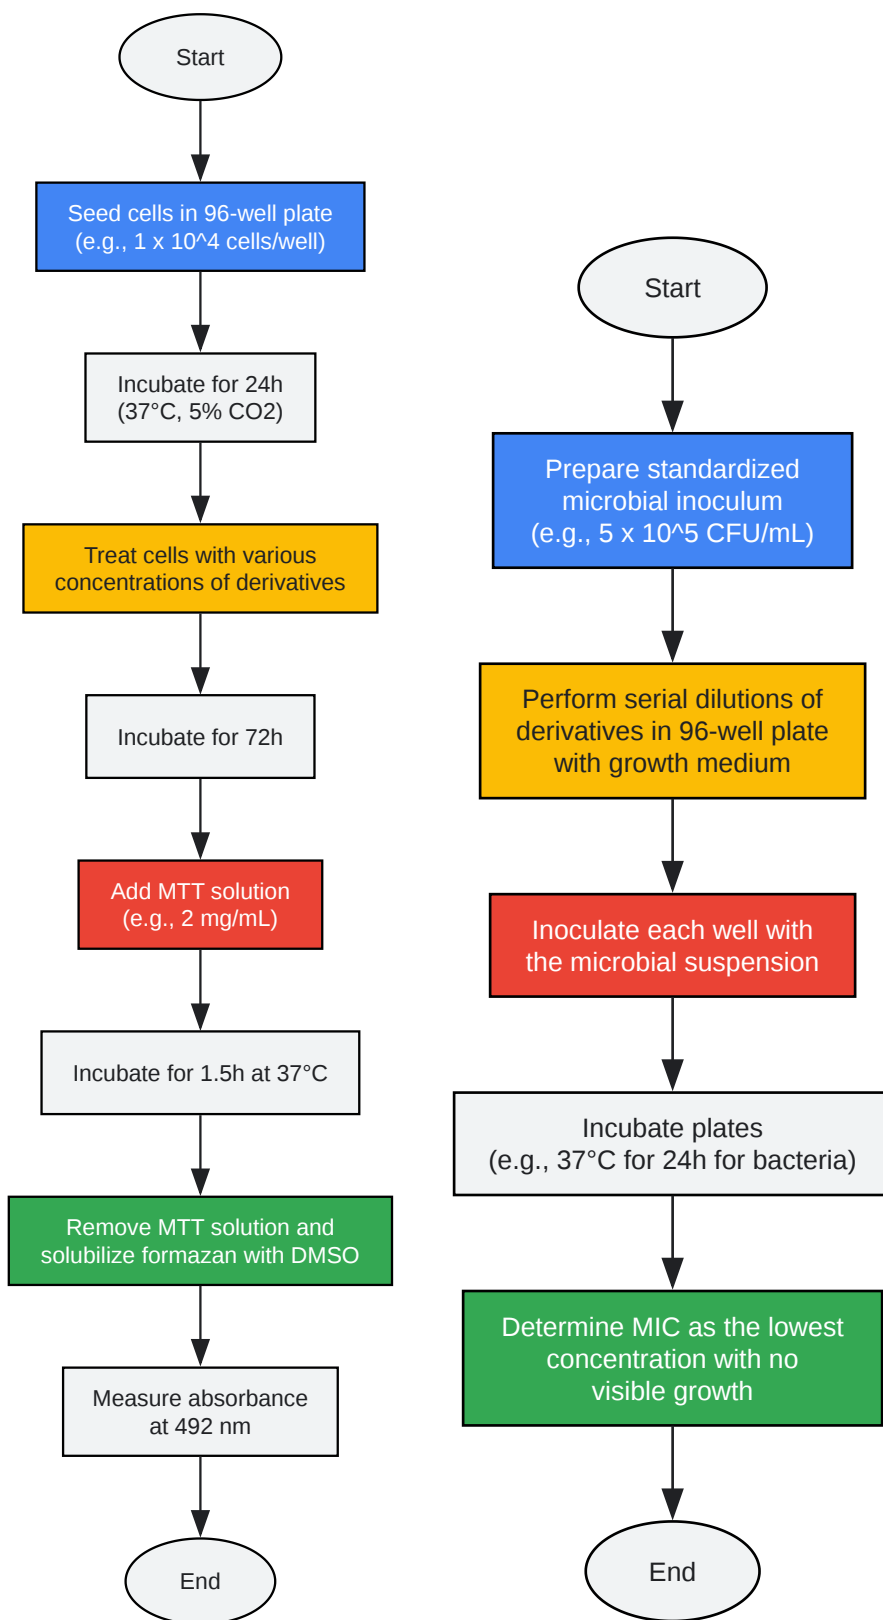 Start
Seed cells in 96-well plate
(e.g., 1 x 10^4 cells/well)
Incubate for 24h
(37°C, 5% CO2)
Treat cells with various
concentrations of derivatives
Incubate for 72h
Add MTT solution
(e.g., 2 mg/mL)
Incubate for 1.5h at 37°C
Remove MTT solution and
solubilize formazan with DMSO
Measure absorbance
at 492 nm
End
Start
Prepare standardized
microbial inoculum
(e.g., 5 x 10^5 CFU/mL)
Perform serial dilutions of
derivatives in 96-well plate
with growth medium
Inoculate each well with
the microbial suspension
Incubate plates
(e.g., 37°C for 24h for bacteria)
Determine MIC as the lowest
concentration with no
visible growth
End